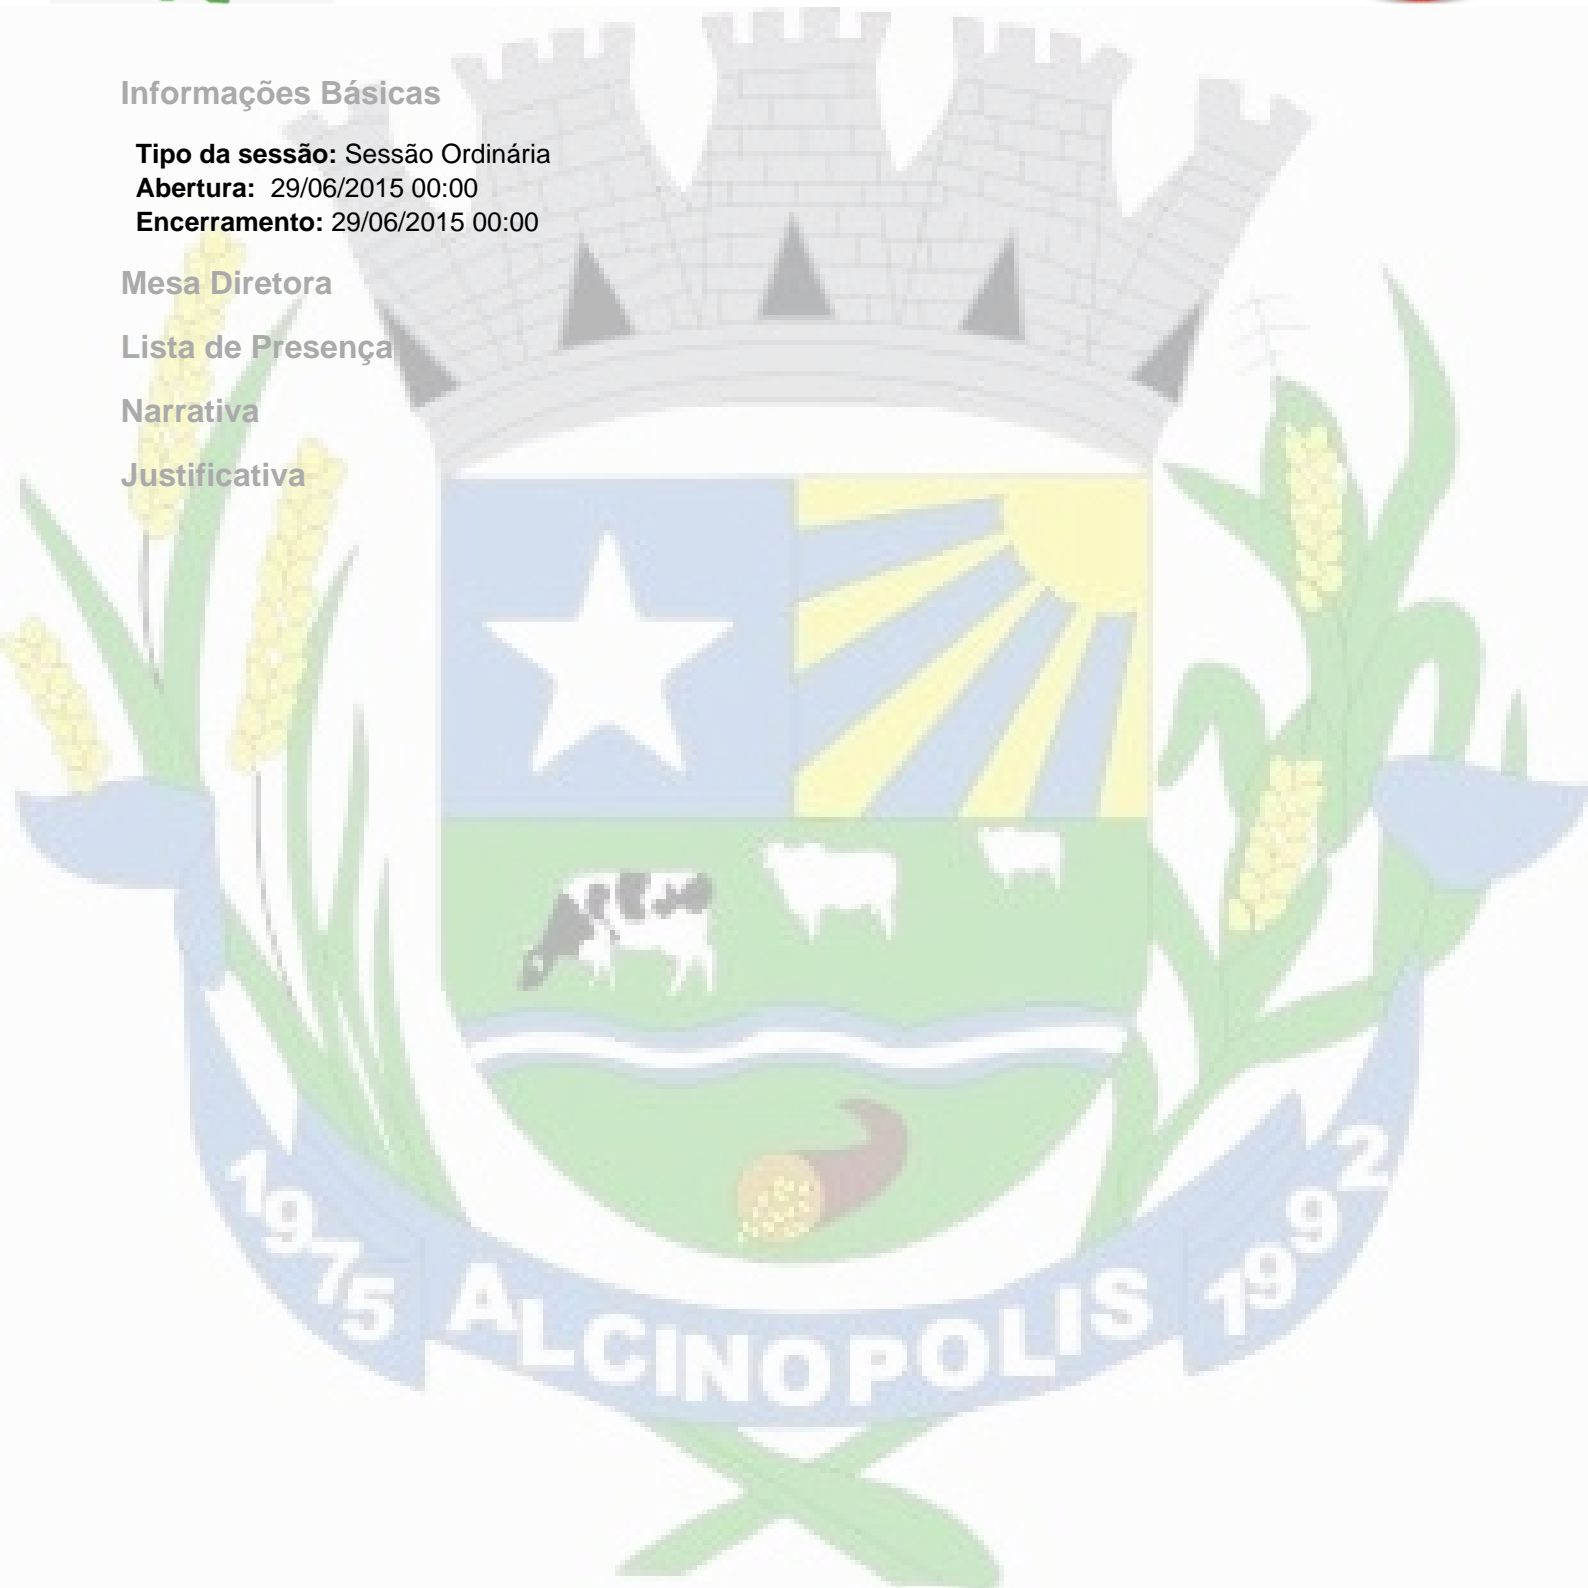 Informações Básicas
Tipo da sessão: Sessão Ordinária
Abertura: 29/06/2015 00:00
Encerramento: 29/06/2015 00:00
Mesa Diretora
Lista de Presença
Narrativa
Justificativa
1975 ALCINOPOLIS 1992